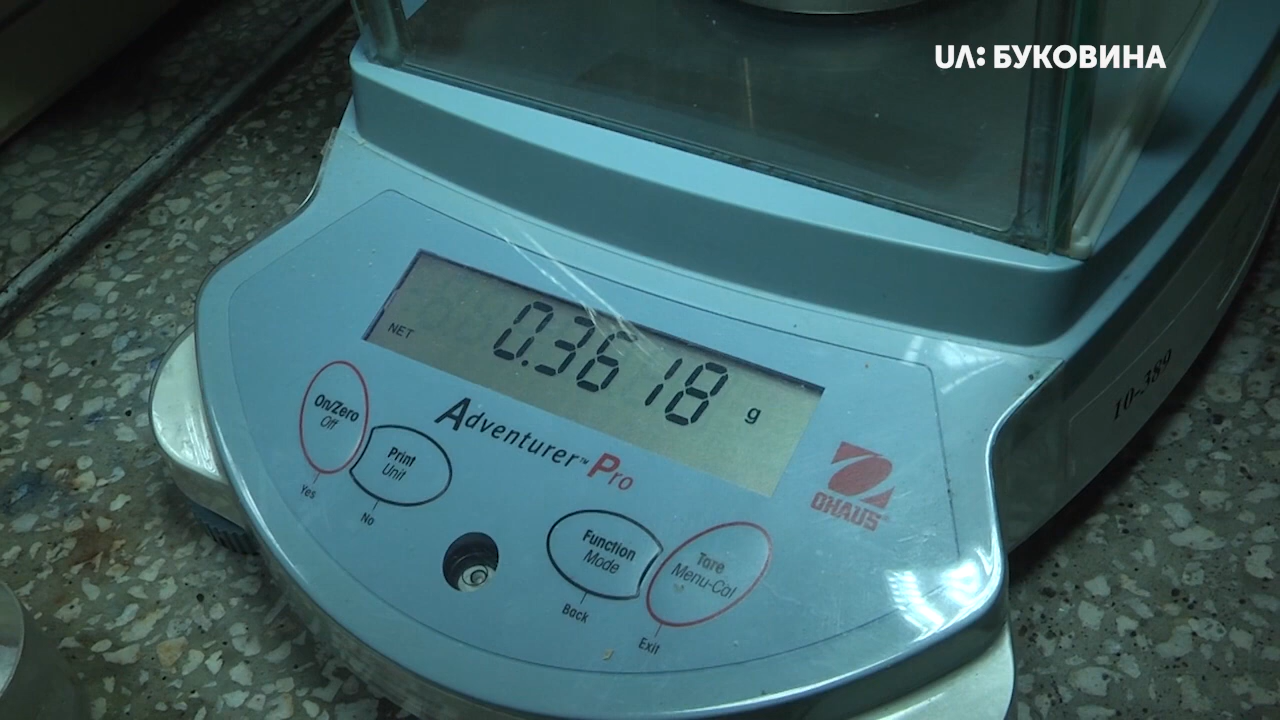 UA: БУКОВИНА
NET 0.3618 g
10-389
On/Zero
Off
Yes
Print
Unit
No
Adventurer™ Pro
OHAUS
Function
Mode
Back
Tare
Menu-Cal
Exit